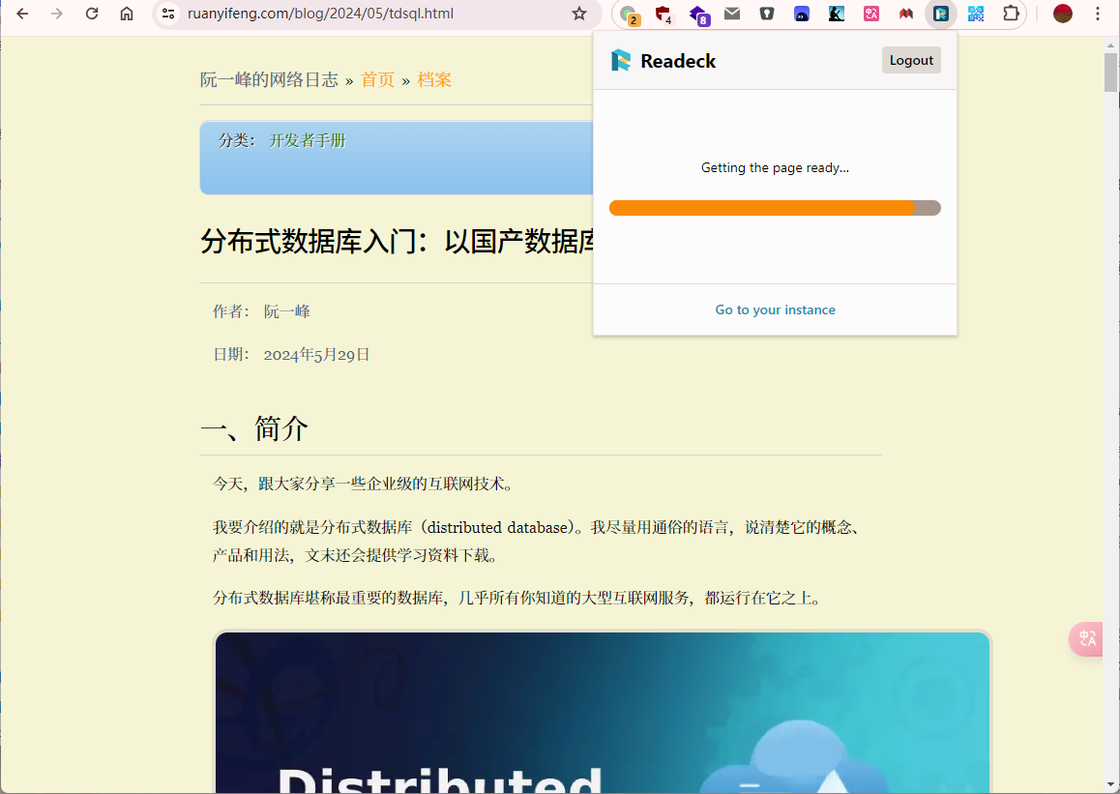 ruanyifeng.com/blog/2024/05/tdsql.html
2
4
8
Readeck
Logout
Getting the page ready...
Go to your instance
阮一峰的网络日志 » 首页 » 档案
分类： 开发者手册
分布式数据库入门：以国产数据库
作者： 阮一峰
日期： 2024年5月29日
一、简介
今天，跟大家分享一些企业级的互联网技术。
我要介绍的就是分布式数据库（distributed database）。我尽量用通俗的语言，说清楚它的概念、
产品和用法，文末还会提供学习资料下载。
分布式数据库堪称最重要的数据库，几乎所有你知道的大型互联网服务，都运行在它之上。
Distributed